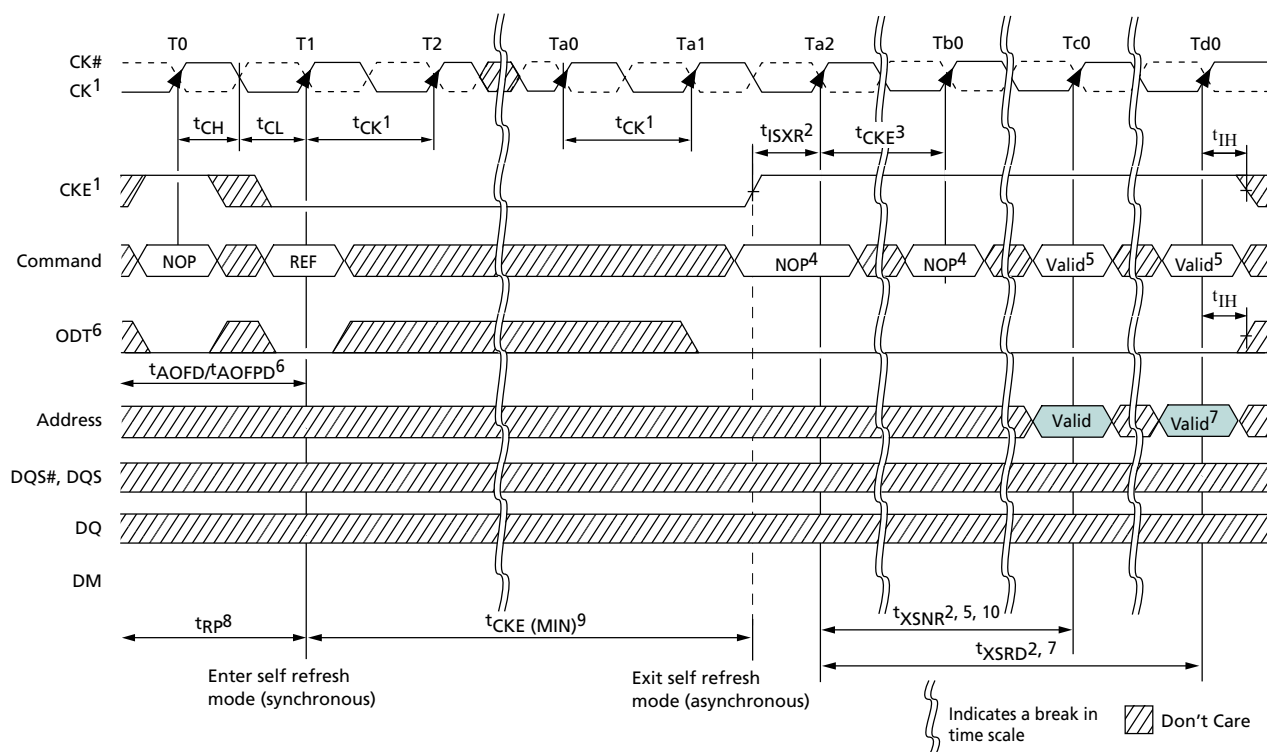 T0 T1 T2 Ta0 Ta1 Ta2 Tb0 Tc0 Td0
CK#
CK1
tCH tCL tCK1 tCK1 tISXR2 tCKE3 tIH
CKE1
Command NOP REF NOP4 NOP4 Valid5 Valid5
tIH
ODT6
tAOFD/tAOFPD6
Address Valid Valid7
DQS#, DQS
DQ
DM
tRP8 tCKE (MIN)9 tXSNR2, 5, 10
tXSRD2, 7
Enter self refresh
mode (synchronous)
Exit self refresh
mode (asynchronous)
Indicates a break in
time scale
Don't Care